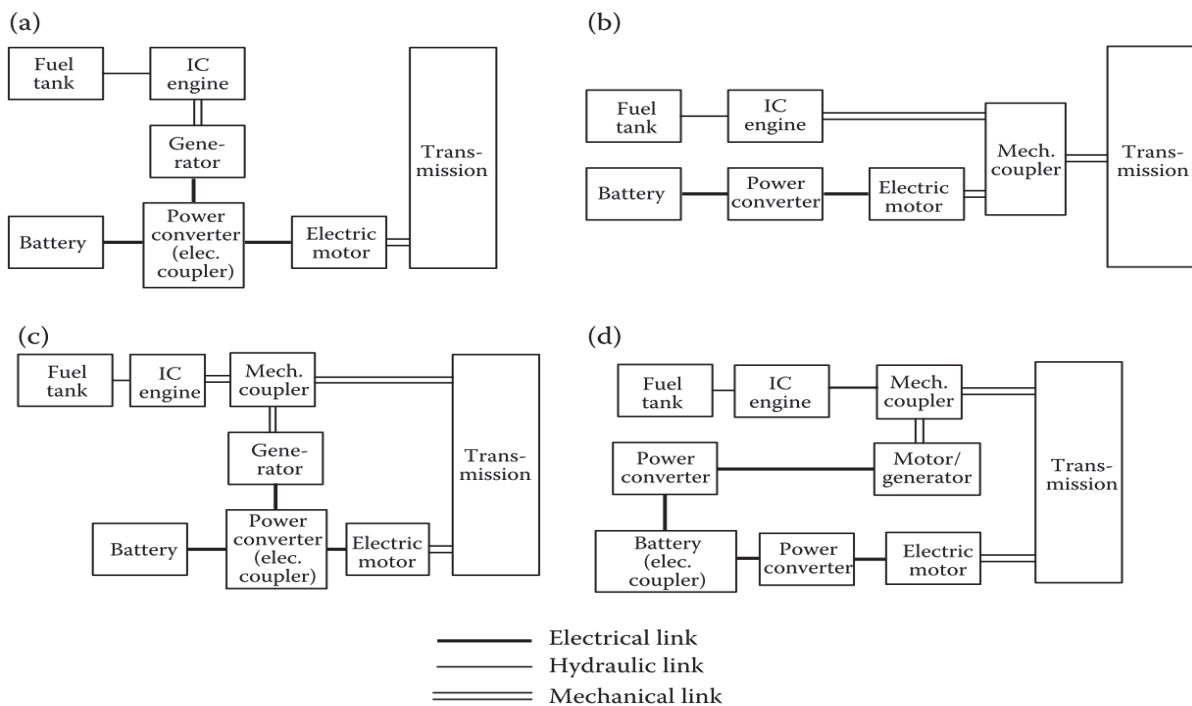 (a)
Fuel
tank
IC
engine
Gene-
rator
Battery
Power
converter
(elec.
coupler)
Electric
motor
Trans-
mission
(b)
Fuel
tank
IC
engine
Battery
Power
converter
Electric
motor
Mech.
coupler
Trans-
mission
(c)
Fuel
tank
IC
engine
Mech.
coupler
Gene-
rator
Battery
Power
converter
(elec.
coupler)
Electric
motor
Trans-
mission
(d)
Fuel
tank
IC
engine
Mech.
coupler
Power
converter
Motor/
generator
Battery
(elec.
coupler)
Power
converter
Electric
motor
Trans-
mission
Electrical link
Hydraulic link
Mechanical link